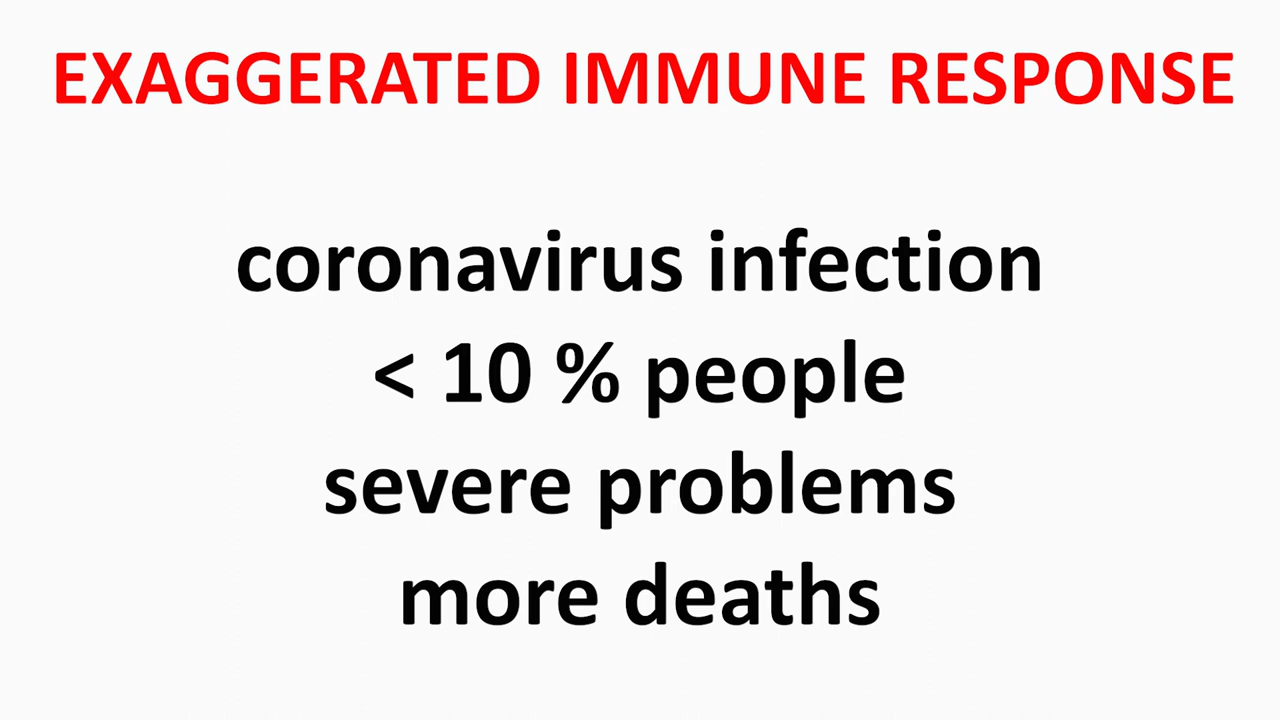 EXAGGERATED IMMUNE RESPONSE
coronavirus infection
< 10 % people
severe problems
more deaths